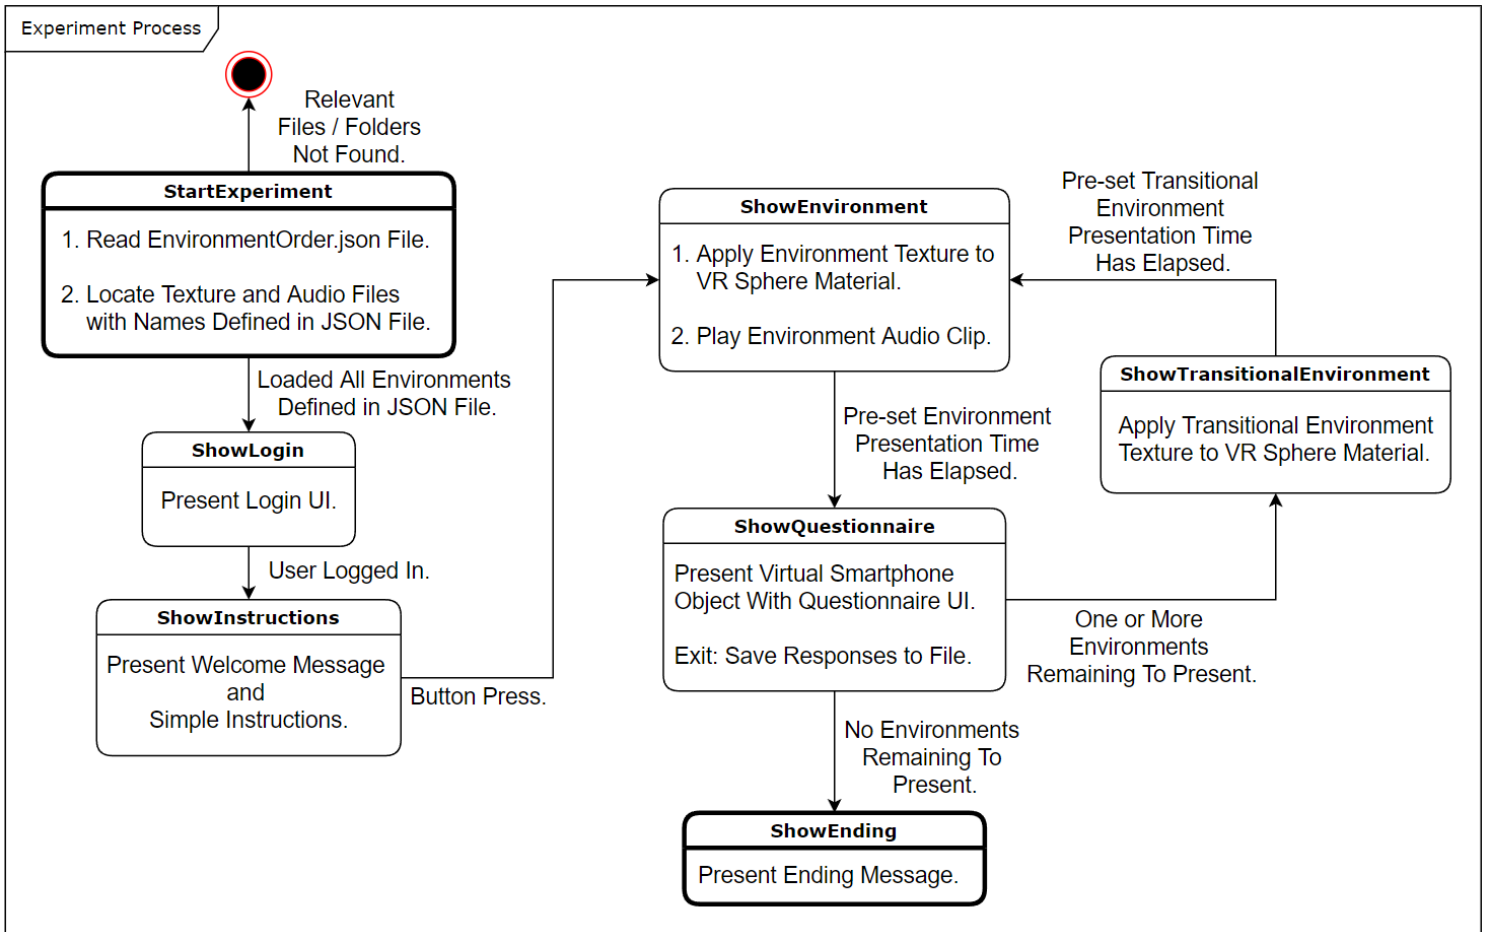 Experiment Process
Relevant
Files / Folders
Not Found.
StartExperiment
1. Read EnvironmentOrder.json File.
2. Locate Texture and Audio Files
with Names Defined in JSON File.
Loaded All Environments
Defined in JSON File.
ShowLogin
Present Login UI.
User Logged In.
ShowInstructions
Present Welcome Message
and
Simple Instructions.
Button Press.
ShowEnvironment
1. Apply Environment Texture to
VR Sphere Material.
2. Play Environment Audio Clip.
Pre-set Environment
Presentation Time
Has Elapsed.
ShowQuestionnaire
Present Virtual Smartphone
Object With Questionnaire UI.
Exit: Save Responses to File.
One or More
Environments
Remaining To Present.
ShowTransitionalEnvironment
Apply Transitional Environment
Texture to VR Sphere Material.
Pre-set Transitional
Environment
Presentation Time
Has Elapsed.
No Environments
Remaining To
Present.
ShowEnding
Present Ending Message.